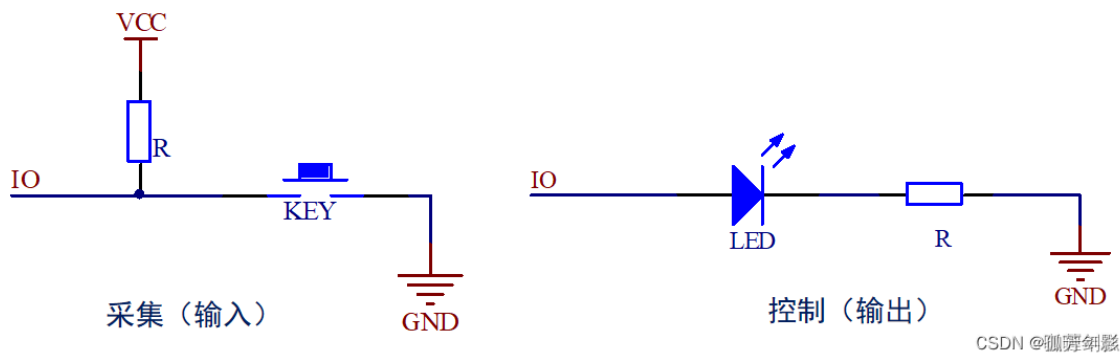 VCC
R
IO
KEY
GND
采集（输入）
IO
LED
R
GND
控制（输出）
CSDN @